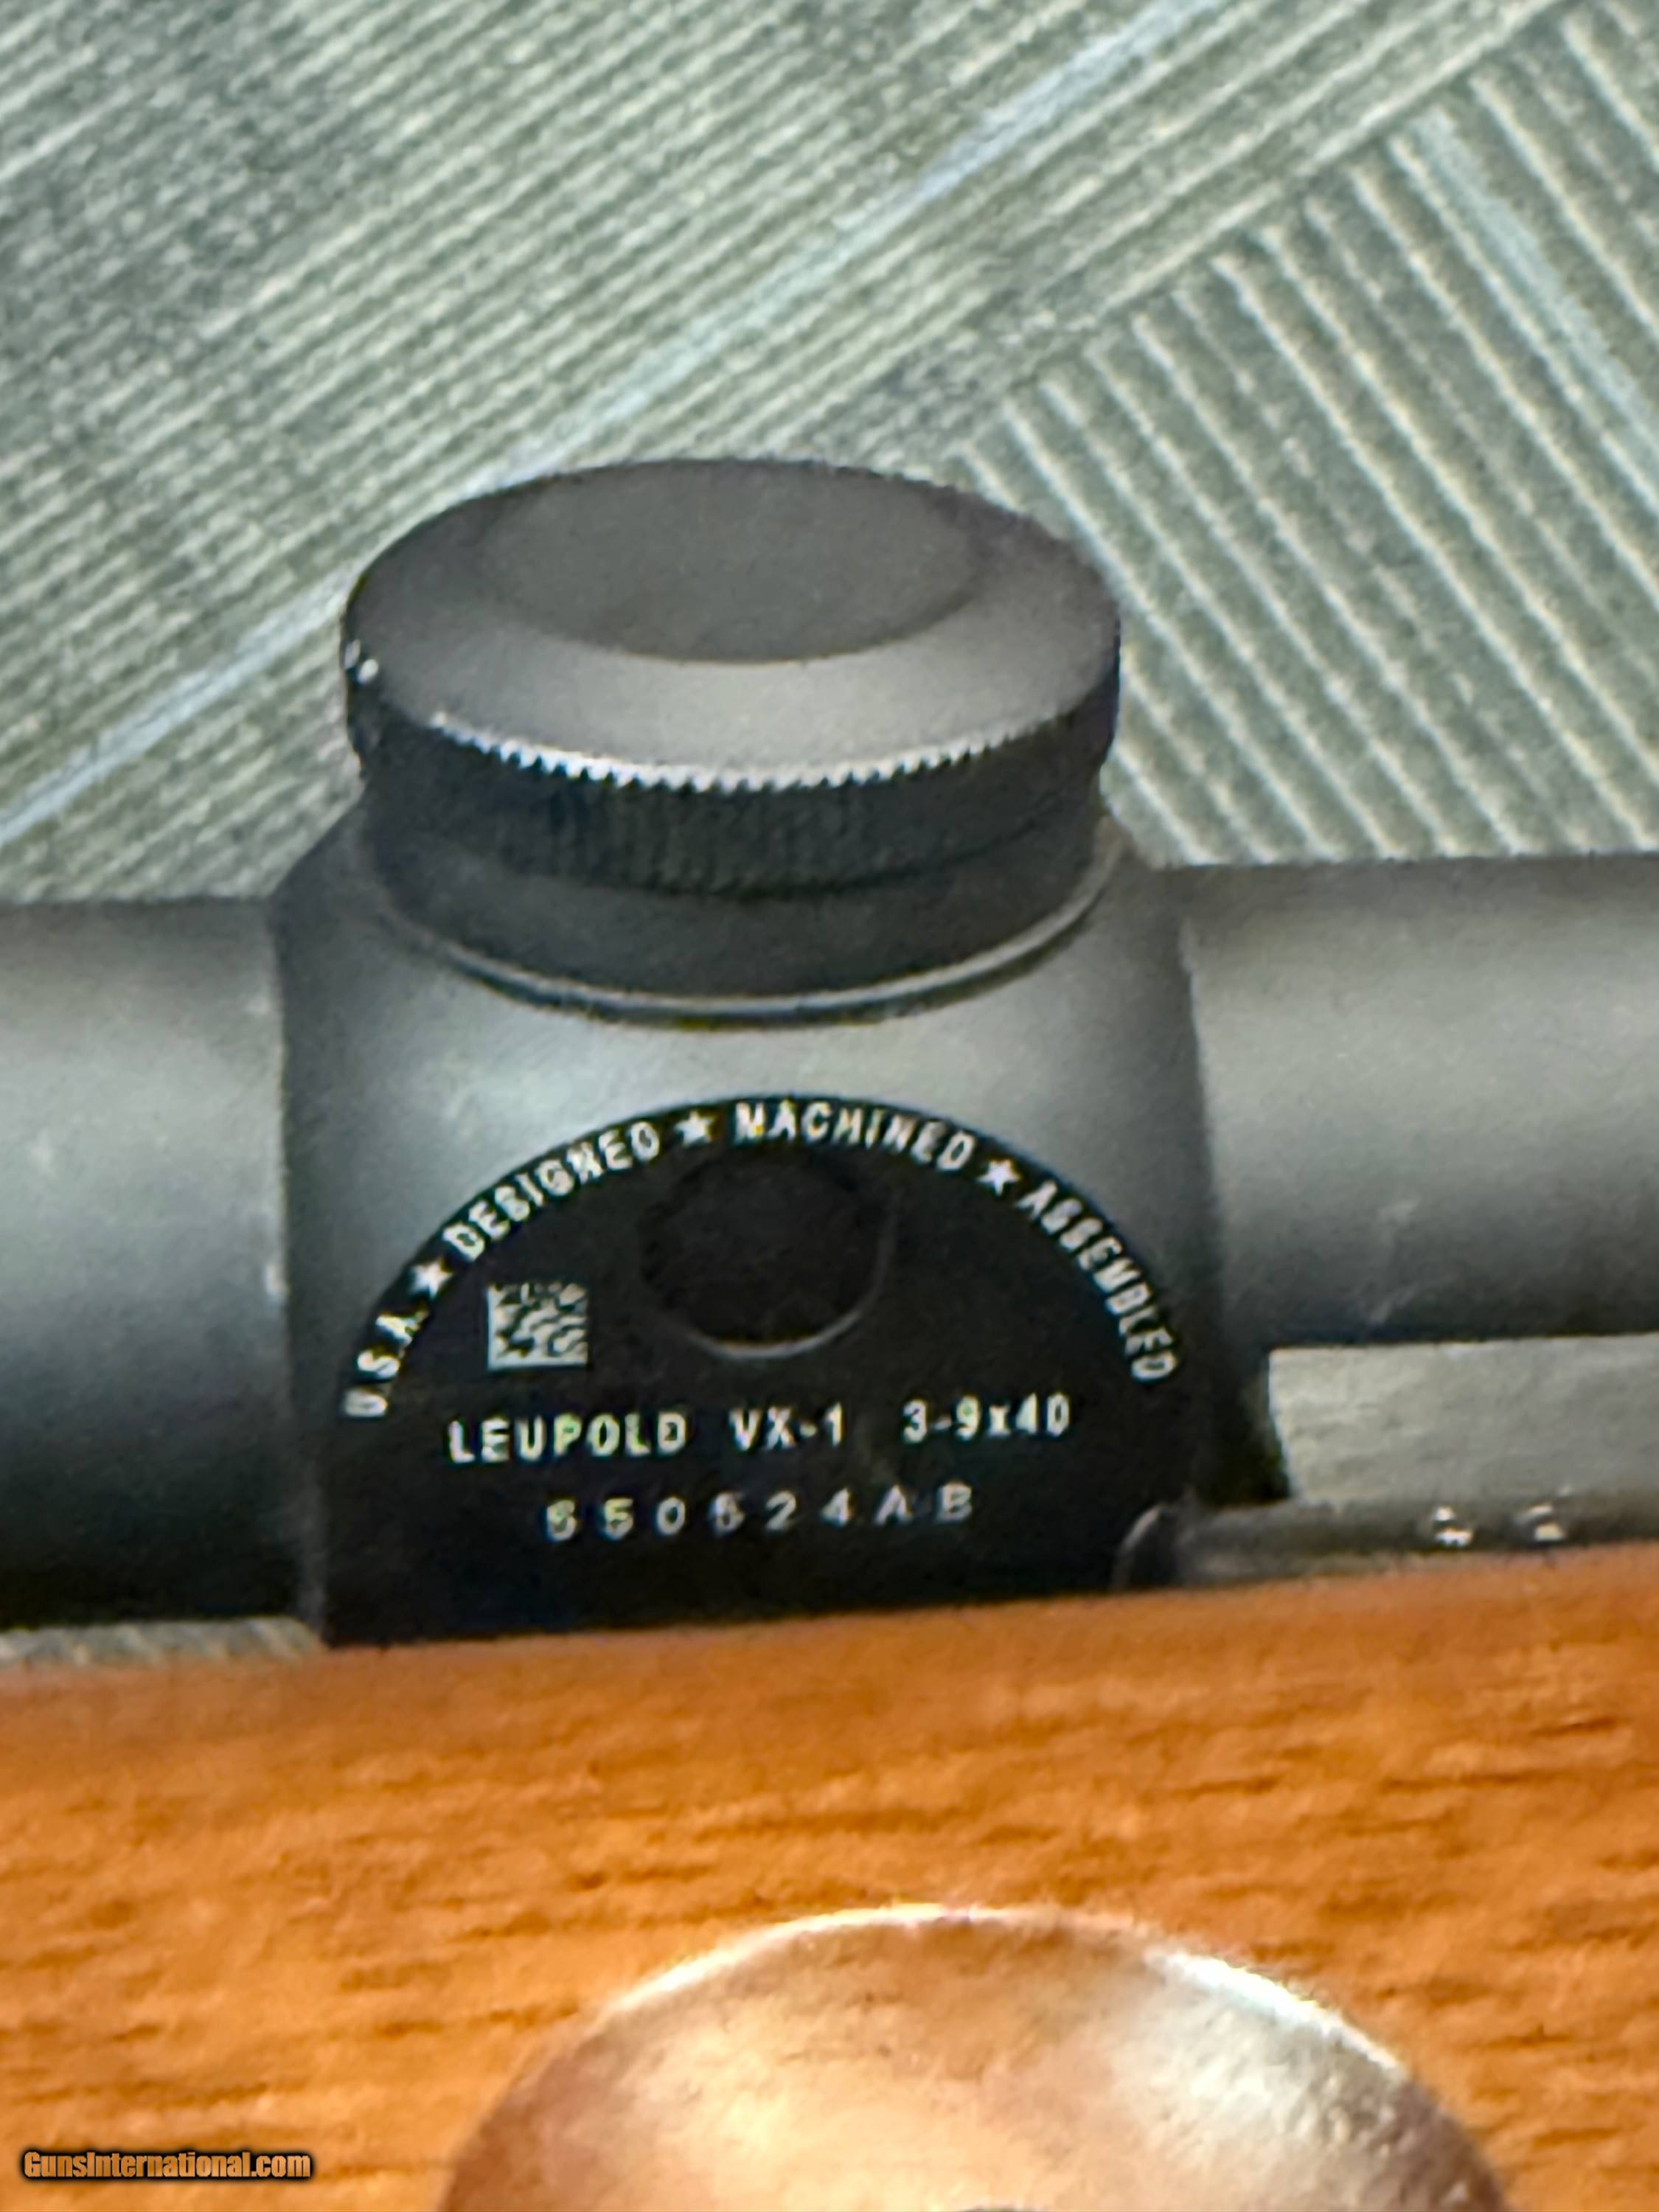 U.S.A. ★ DESIGNED ★ MACHINED ★ ASSEMBLED
LEUPOLD VX-1 3-9x40
GunsInternational.com